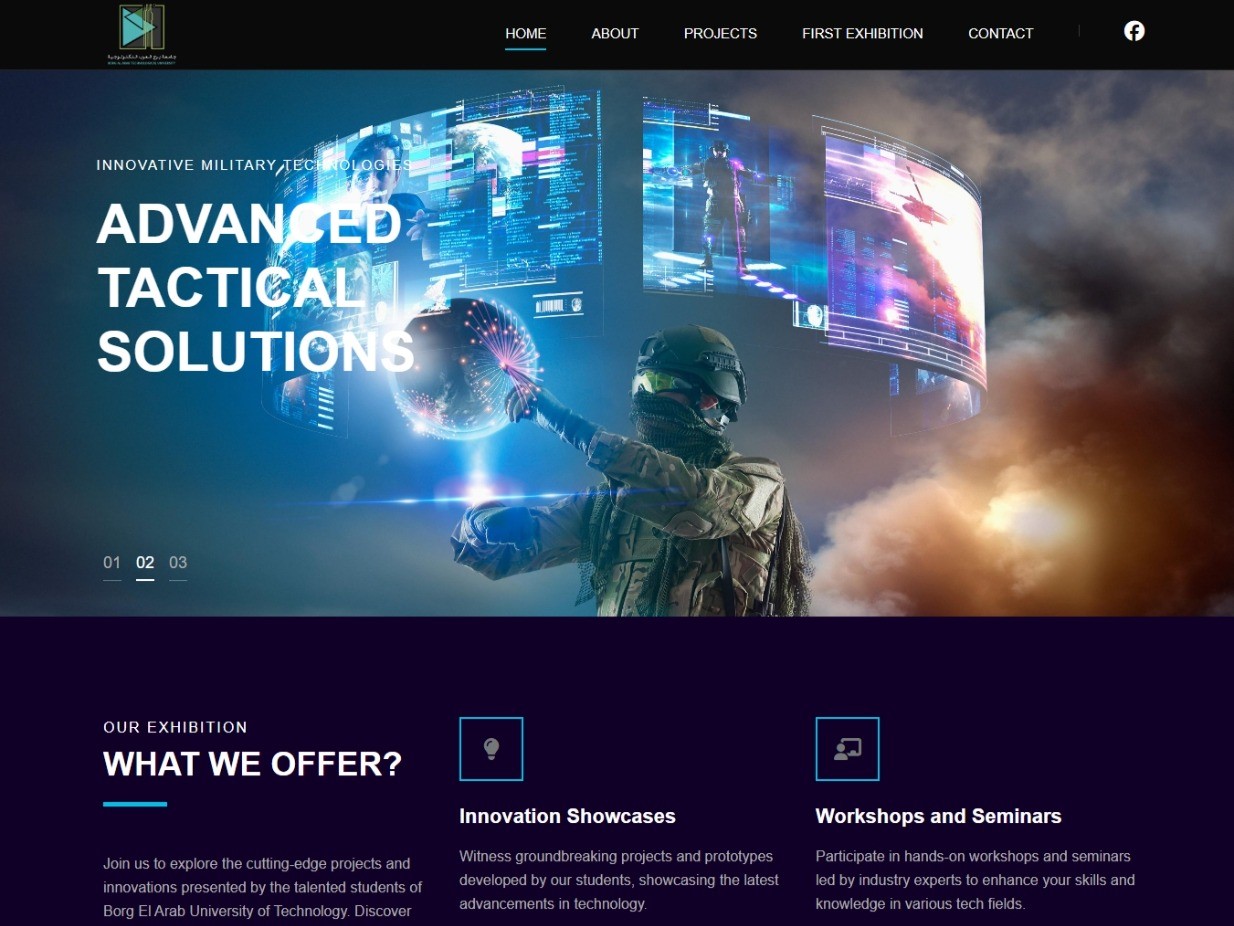 جامعة برج العرب التكنولوجية
BORG EL ARAB TECHNOLOGICAL UNIVERSITY
HOME
ABOUT
PROJECTS
FIRST EXHIBITION
CONTACT
INNOVATIVE MILITARY TECHNOLOGIES
ADVANCED
TACTICAL
SOLUTIONS
01 02 03
OUR EXHIBITION
WHAT WE OFFER?
Join us to explore the cutting-edge projects and
innovations presented by the talented students of
Borg El Arab University of Technology. Discover
Innovation Showcases
Witness groundbreaking projects and prototypes
developed by our students, showcasing the latest
advancements in technology.
Workshops and Seminars
Participate in hands-on workshops and seminars
led by industry experts to enhance your skills and
knowledge in various tech fields.